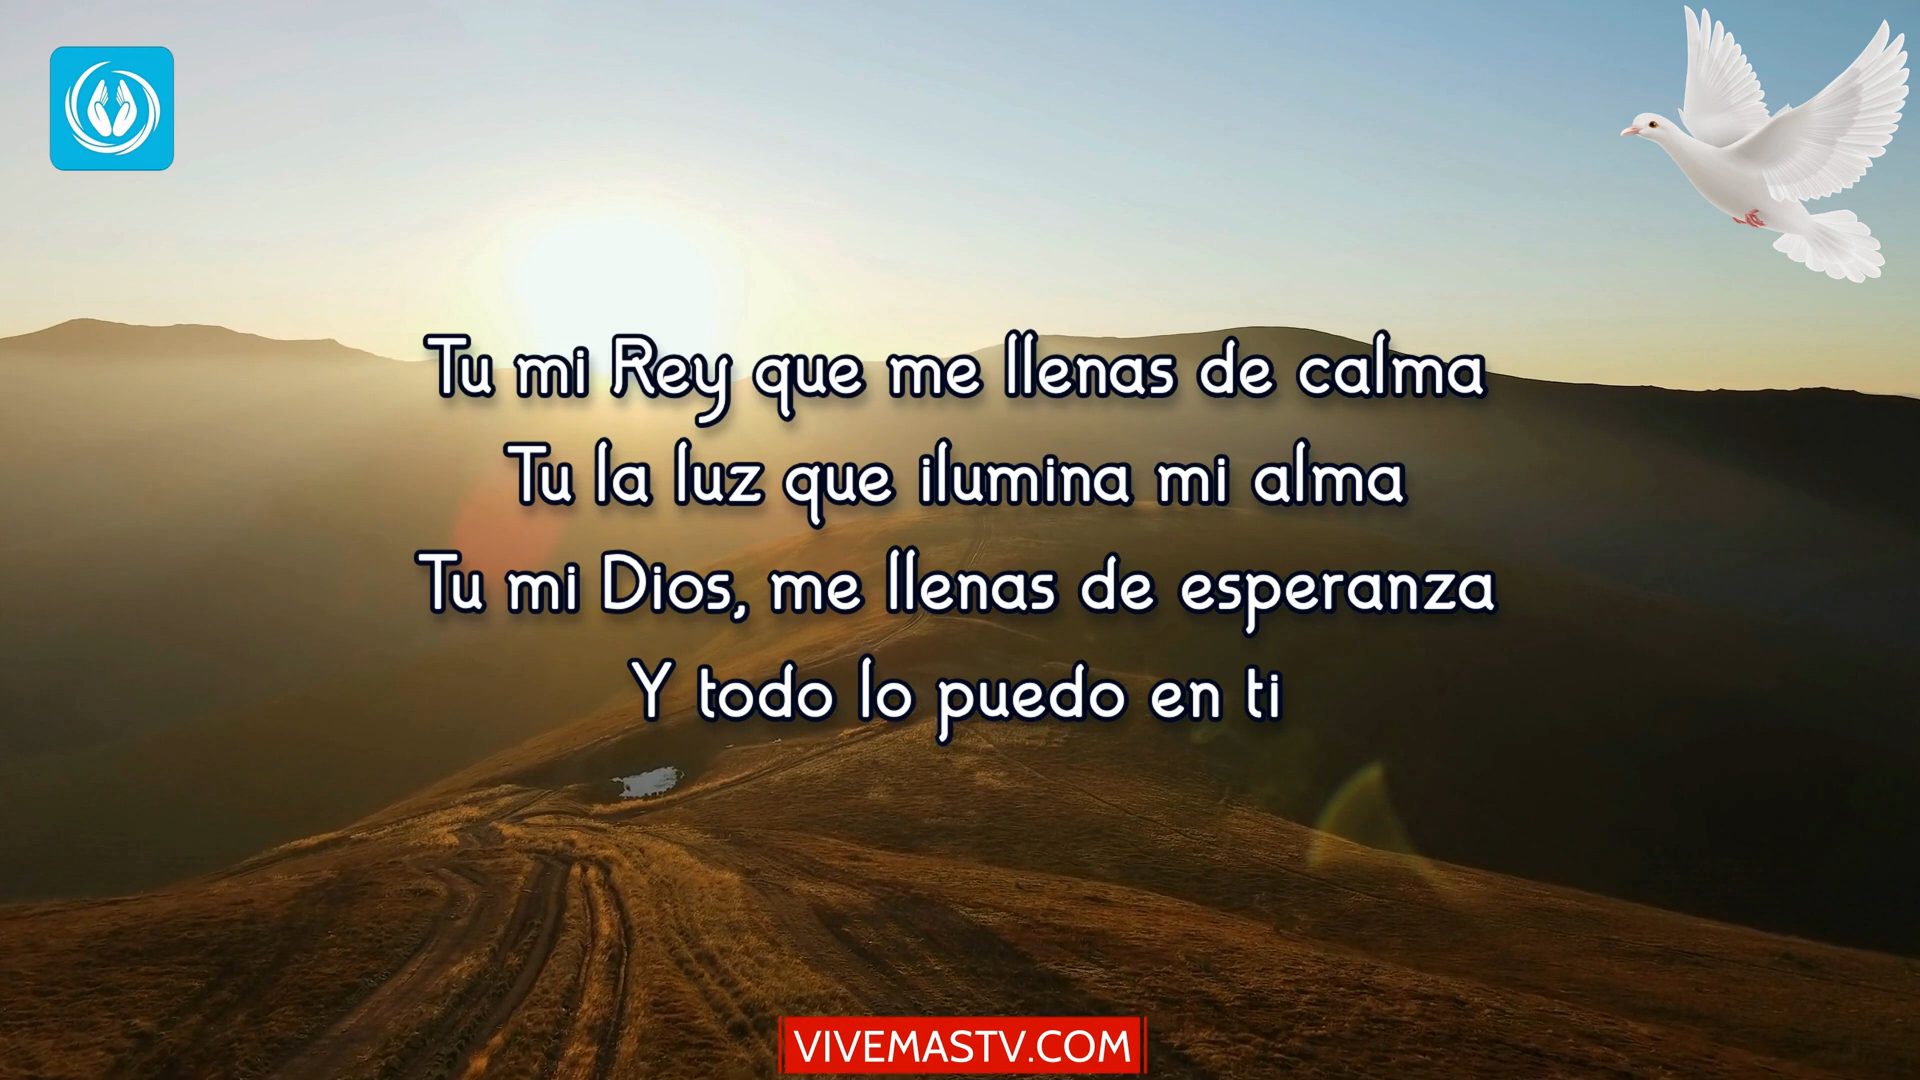 Tu mi Rey que me llenas de calma
Tu la luz que ilumina mi alma
Tu mi Dios, me llenas de esperanza
Y todo lo puedo en ti
VIVEMASTV.COM